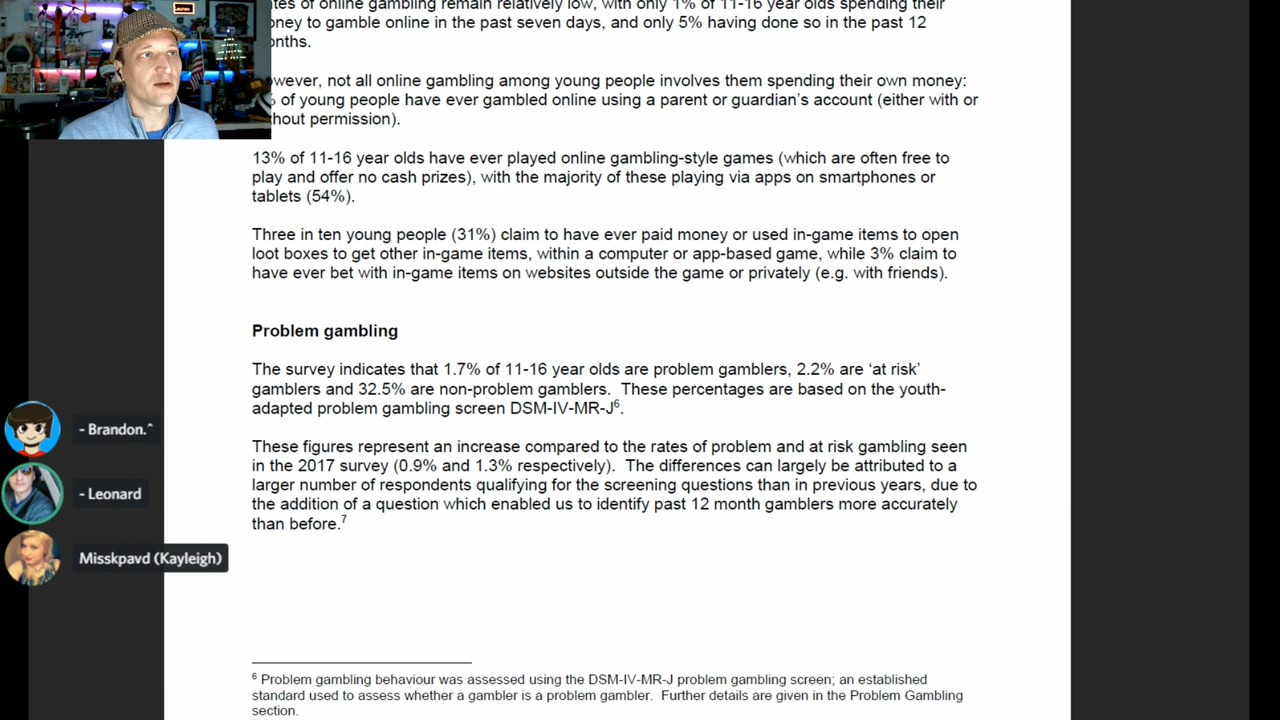 of online gambling remain relatively low, with only 1% of 11-16 year olds spending their
to gamble online in the past seven days, and only 5% having done so in the past 12
not all online gambling among young people involves them spending their own money:
of young people have ever gambled online using a parent or guardian's account (either with or
permission).
13% of 11-16 year olds have ever played online gambling-style games (which are often free to
play and offer no cash prizes), with the majority of these playing via apps on smartphones or
tablets (54%).
Three in ten young people (31%) claim to have ever paid money or used in-game items to open
loot boxes to get other in-game items, within a computer or app-based game, while 3% claim to
have ever bet with in-game items on websites outside the game or privately (e.g. with friends).
Problem gambling
The survey indicates that 1.7% of 11-16 year olds are problem gamblers, 2.2% are 'at risk'
gamblers and 32.5% are non-problem gamblers. These percentages are based on the youth-
adapted problem gambling screen DSM-IV-MR-J6.
These figures represent an increase compared to the rates of problem and at risk gambling seen
in the 2017 survey (0.9% and 1.3% respectively). The differences can largely be attributed to a
larger number of respondents qualifying for the screening questions than in previous years, due to
the addition of a question which enabled us to identify past 12 month gamblers more accurately
than before.7
- Brandon.^
- Leonard
Misskpavd (Kayleigh)
6 Problem gambling behaviour was assessed using the DSM-IV-MR-J problem gambling screen; an established
standard used to assess whether a gambler is a problem gambler. Further details are given in the Problem Gambling
section.